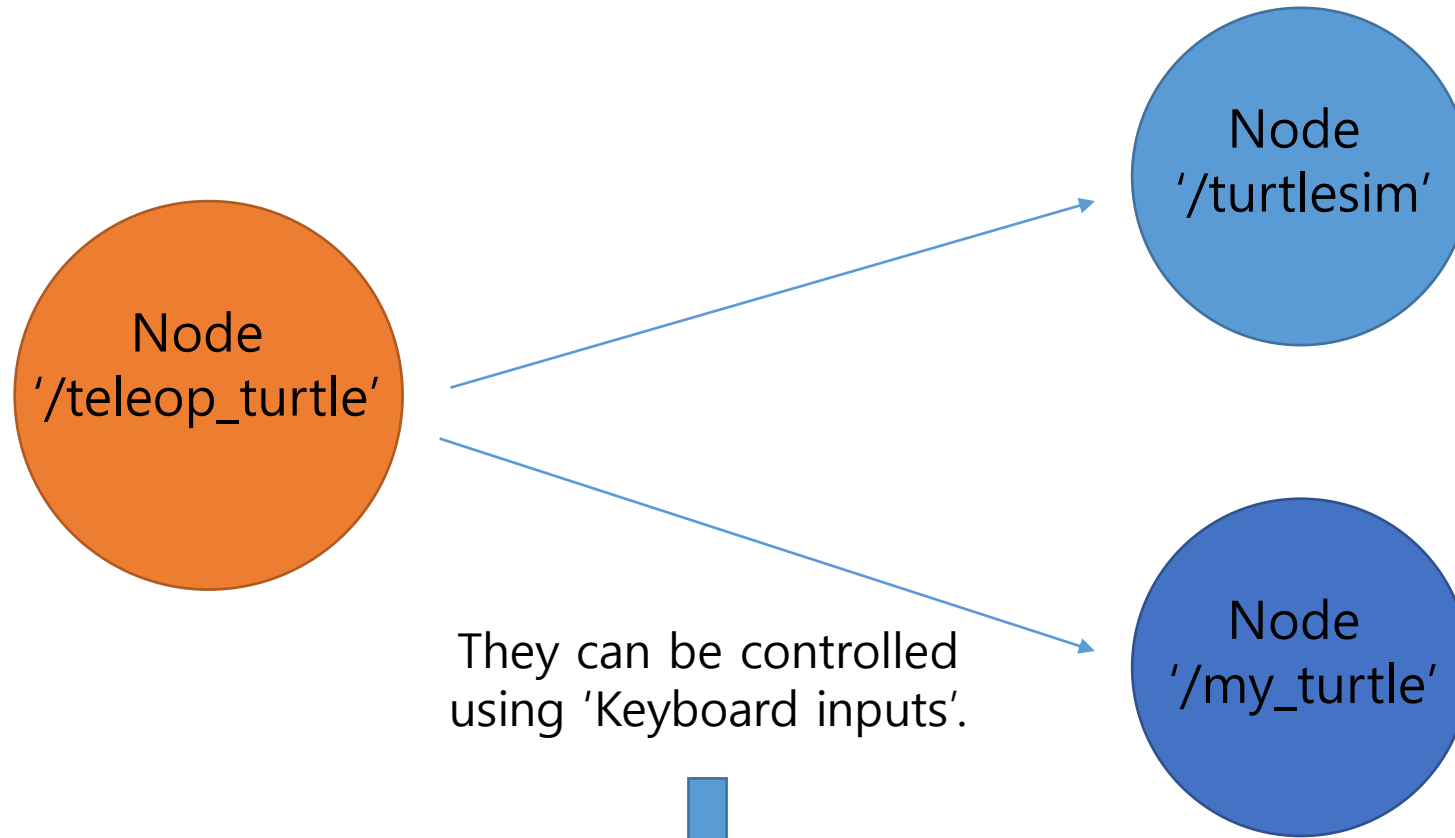 Node
‘/turtlesim’
Node
‘/teleop_turtle’
Node
‘/my_turtle’
They can be controlled
using ‘Keyboard inputs’.